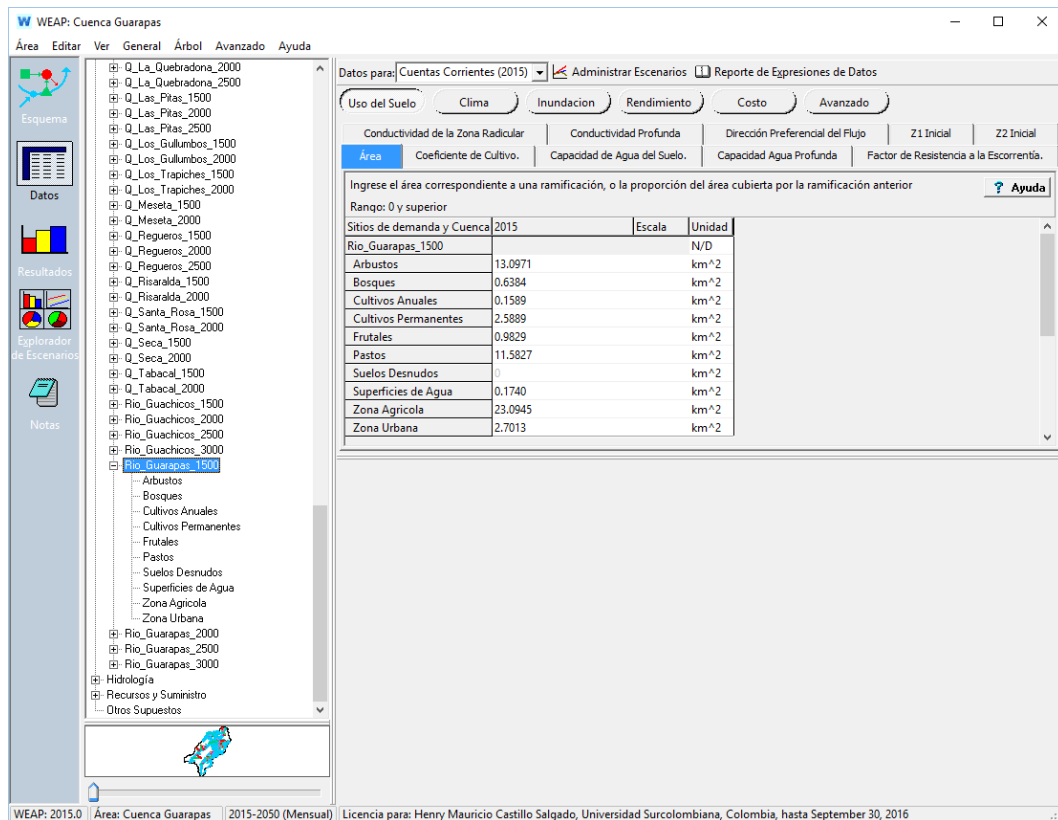 WEAP: Cuenca Guarapas
Área Editar Ver General Árbol Avanzado Ayuda
Esquema
Datos
Resultados
Explorador
de Escenarios
Notas
Q_La_Quebradona_2000
Q_La_Quebradona_2500
Q_Las_Pitas_1500
Q_Las_Pitas_2000
Q_Las_Pitas_2500
Q_Los_Gullumbos_1500
Q_Los_Gullumbos_2000
Q_Los_Trapiches_1500
Q_Los_Trapiches_2000
Q_Meseta_1500
Q_Meseta_2000
Q_Regueros_1500
Q_Regueros_2000
Q_Regueros_2500
Q_Risaralda_1500
Q_Risaralda_2000
Q_Santa_Rosa_1500
Q_Santa_Rosa_2000
Q_Seca_1500
Q_Seca_2000
Q_Tabacal_1500
Q_Tabacal_2000
Rio_Guachicos_1500
Rio_Guachicos_2000
Rio_Guachicos_2500
Rio_Guachicos_3000
Rio_Guarapas_1500
Arbustos
Bosques
Cultivos Anuales
Cultivos Permanentes
Frutales
Pastos
Suelos Desnudos
Superficies de Agua
Zona Agricola
Zona Urbana
Rio_Guarapas_2000
Rio_Guarapas_2500
Rio_Guarapas_3000
Hidrología
Recursos y Suministro
Otros Supuestos
Datos para: Cuentas Corrientes (2015) Administrar Escenarios Reporte de Expresiones de Datos
Uso del Suelo Clima Inundacion Rendimiento Costo Avanzado
Conductividad de la Zona Radicular Conductividad Profunda Dirección Preferencial del Flujo Z1 Inicial Z2 Inicial
Área Coeficiente de Cultivo. Capacidad de Agua del Suelo. Capacidad Agua Profunda Factor de Resistencia a la Escorrentía.
Ingrese el área correspondiente a una ramificación, o la proporción del área cubierta por la ramificación anterior
? Ayuda
Rango: 0 y superior
Sitios de demanda y Cuenca 2015 Escala Unidad
Rio_Guarapas_1500 N/D
Arbustos 13.0971 km^2
Bosques 0.6384 km^2
Cultivos Anuales 0.1589 km^2
Cultivos Permanentes 2.5889 km^2
Frutales 0.9829 km^2
Pastos 11.5827 km^2
Suelos Desnudos 0 km^2
Superficies de Agua 0.1740 km^2
Zona Agricola 23.0945 km^2
Zona Urbana 2.7013 km^2
WEAP: 2015.0 Área: Cuenca Guarapas 2015-2050 (Mensual) Licencia para: Henry Mauricio Castillo Salgado, Universidad Surcolombiana, Colombia, hasta September 30, 2016